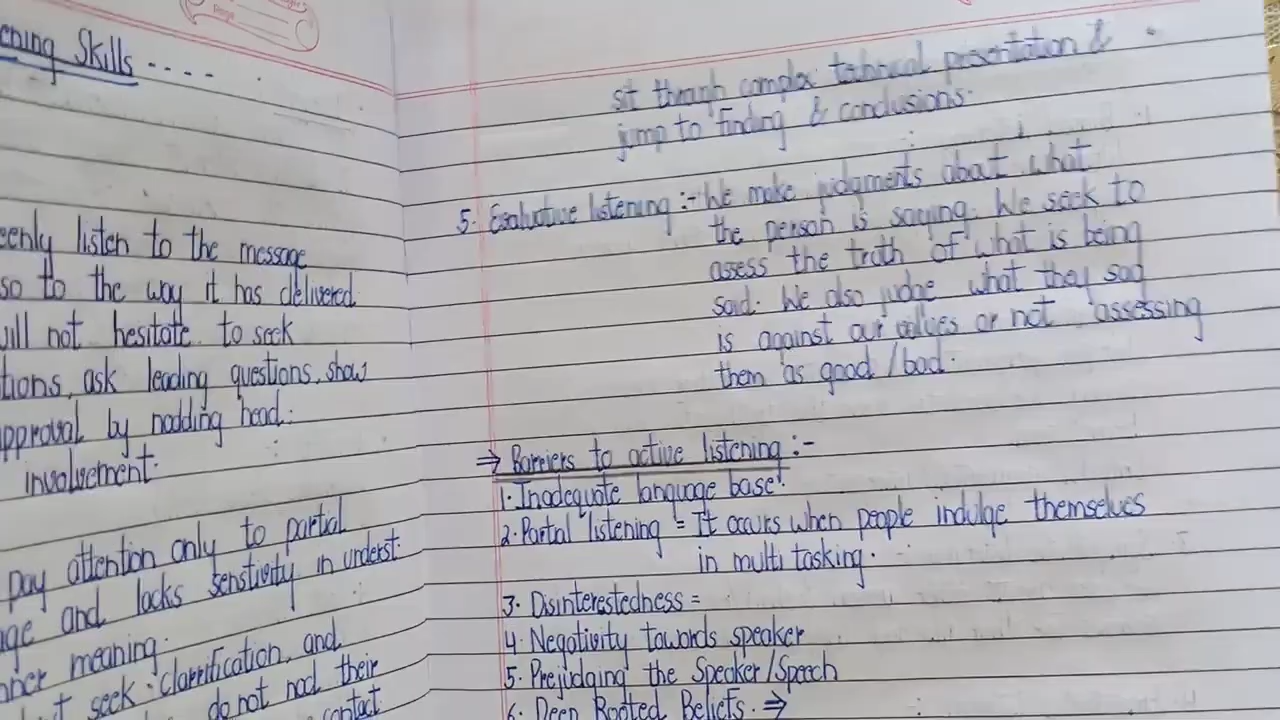 ening Skills ....
eenly listen to the message
so to the way it has delivered.
ill not hesitate to seek
tions, ask leading questions, show
approval by nodding head.
involvement.
pay attention only to partial
age and lacks senstivity in underst.
meaning.
seek clarrification, and
do not nod their
contact
sit through complex technical presentation &
jump to finding & conclusions.
5. Evaluative listening :- We make judgments about what
the person is saying. We seek to
assess the truth of what is being
said. We also judge what they say
is against our values or not assessing
them as good / bad.
⇒ Barriers to active listening :-
1. Inadequate language base.
2. Partial listening = It occurs when people indulge themselves
in multi tasking.
3. Disinterestedness =
4. Negativity towards speaker
5. Prejudging the Speaker/Speech
6. Deep Rooted Beliefs. ⇒